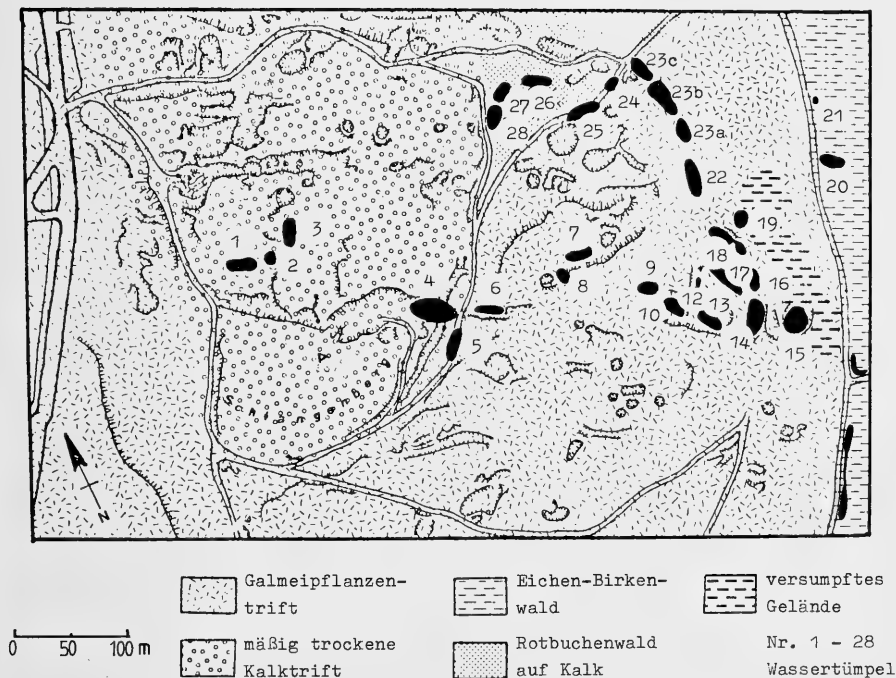 23c
23b
27
26
24
21
28
25
23a
22
20
7
19
1
3
18
2
17
16
8
9
4
6
12
13
10
14
15
5
Schlangenberg
N
Galmeipflanzen-
trift
Eichen-Birken-
wald
versumpftes
Gelände
0 50 100 m
mäßig trockene
Kalktrift
Rotbuchenwald
auf Kalk
Nr. 1 - 28
Wassertümpel